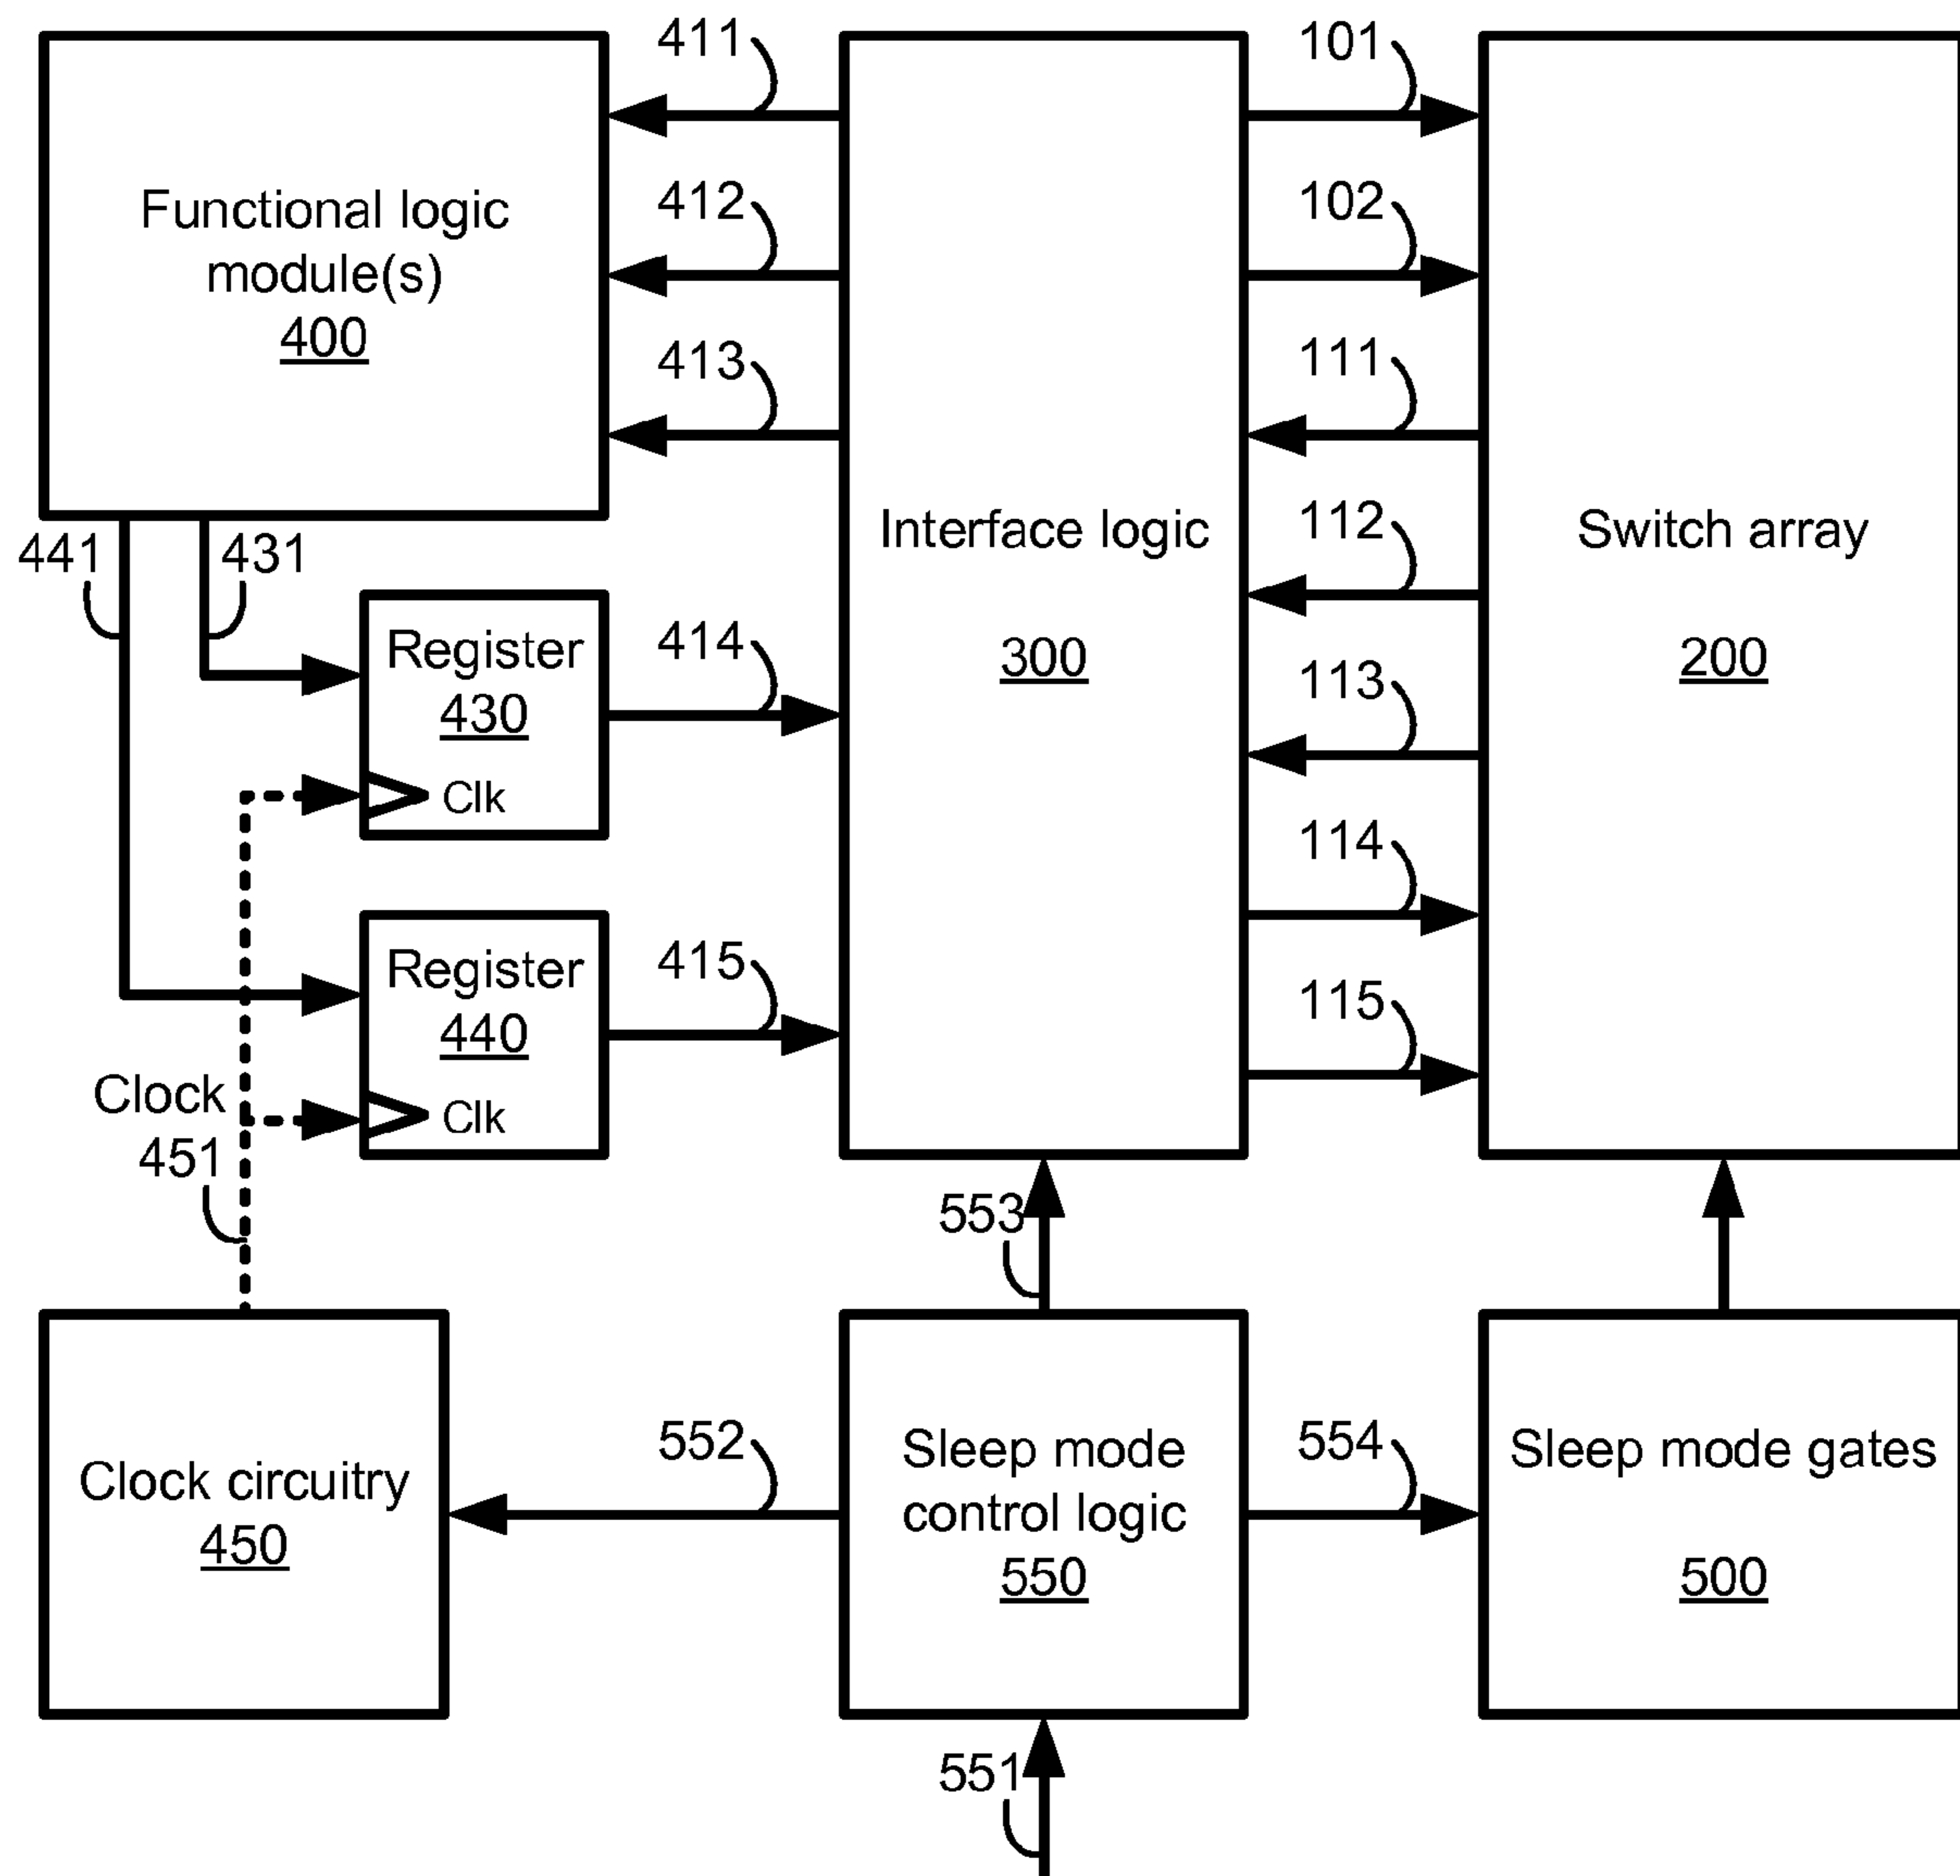 411
101
Functional logic
module(s)
400
412
102
413
111
441
431
Interface logic
300
112
Switch array
200
Register
430
Clk
414
113
114
Register
440
Clk
415
115
Clock
451
553
Clock circuitry
450
552
Sleep mode
control logic
550
554
Sleep mode gates
500
551